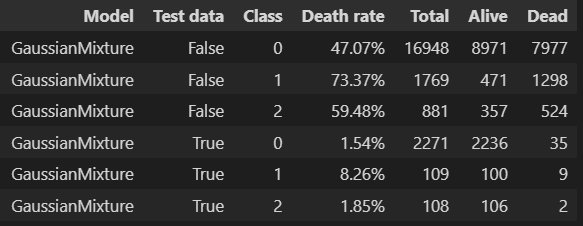 Model Test data Class Death rate Total Alive Dead
GaussianMixture False 0 47.07% 16948 8971 7977
GaussianMixture False 1 73.37% 1769 471 1298
GaussianMixture False 2 59.48% 881 357 524
GaussianMixture True 0 1.54% 2271 2236 35
GaussianMixture True 1 8.26% 109 100 9
GaussianMixture True 2 1.85% 108 106 2